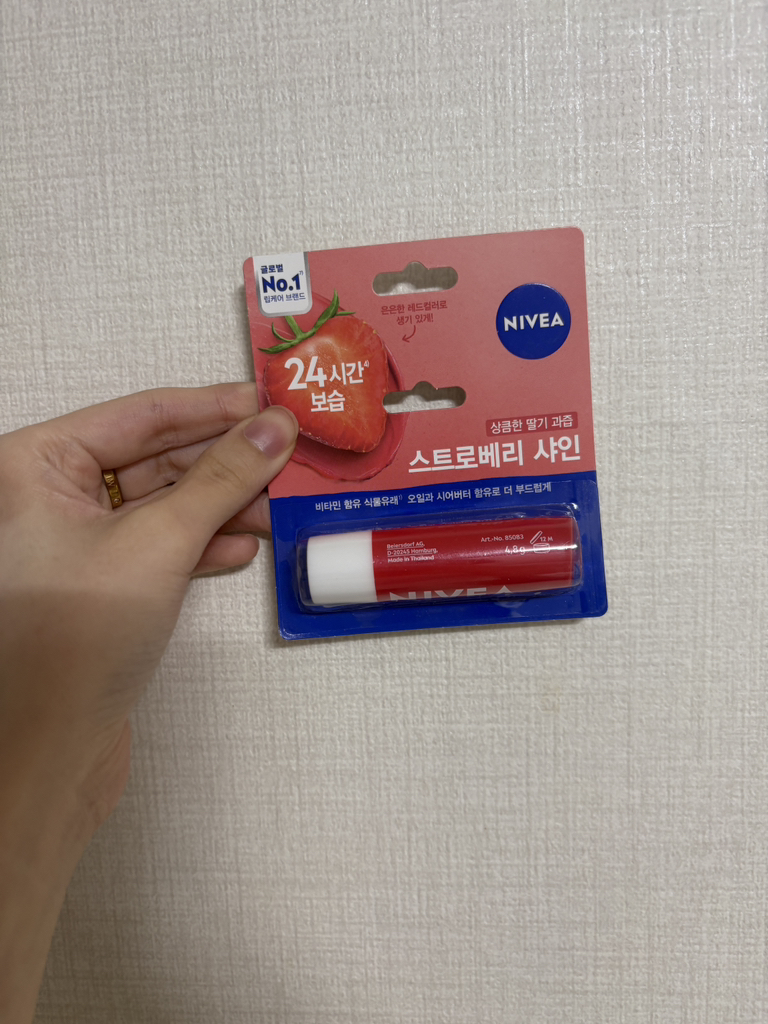 글로벌
No.1⁷⁾
립케어 브랜드
은은한 레드컬러로
생기 있게!
NIVEA
24시간⁴⁾
보습
상큼한 딸기 과즙
스트로베리 샤인
비타민 함유 식물유래¹⁾ 오일과 시어버터 함유로 더 부드럽게
Beiersdorf AG,
D-20245 Hamburg,
Made in Thailand
Art.-No. 85083
4,8 g
12 M
NIVEA